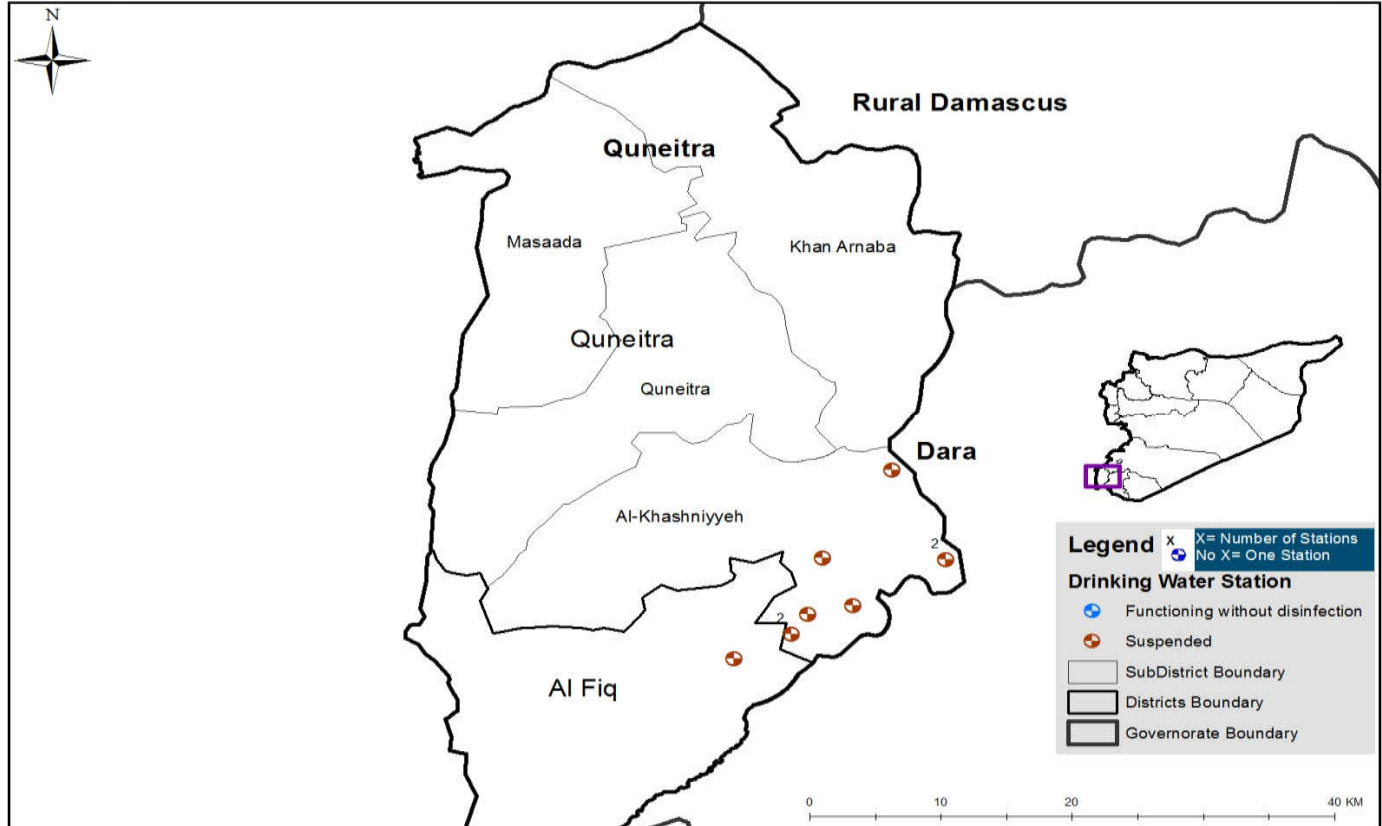 N
Rural Damascus
Quneitra
Masaada
Khan Arnaba
Quneitra
Quneitra
Dara
Al-Khashniyyeh
2
2
Al Fiq
Legend
X
X= Number of Stations
No X= One Station
Drinking Water Station
Functioning without disinfection
Suspended
SubDistrict Boundary
Districts Boundary
Governorate Boundary
0 10 20 40 KM